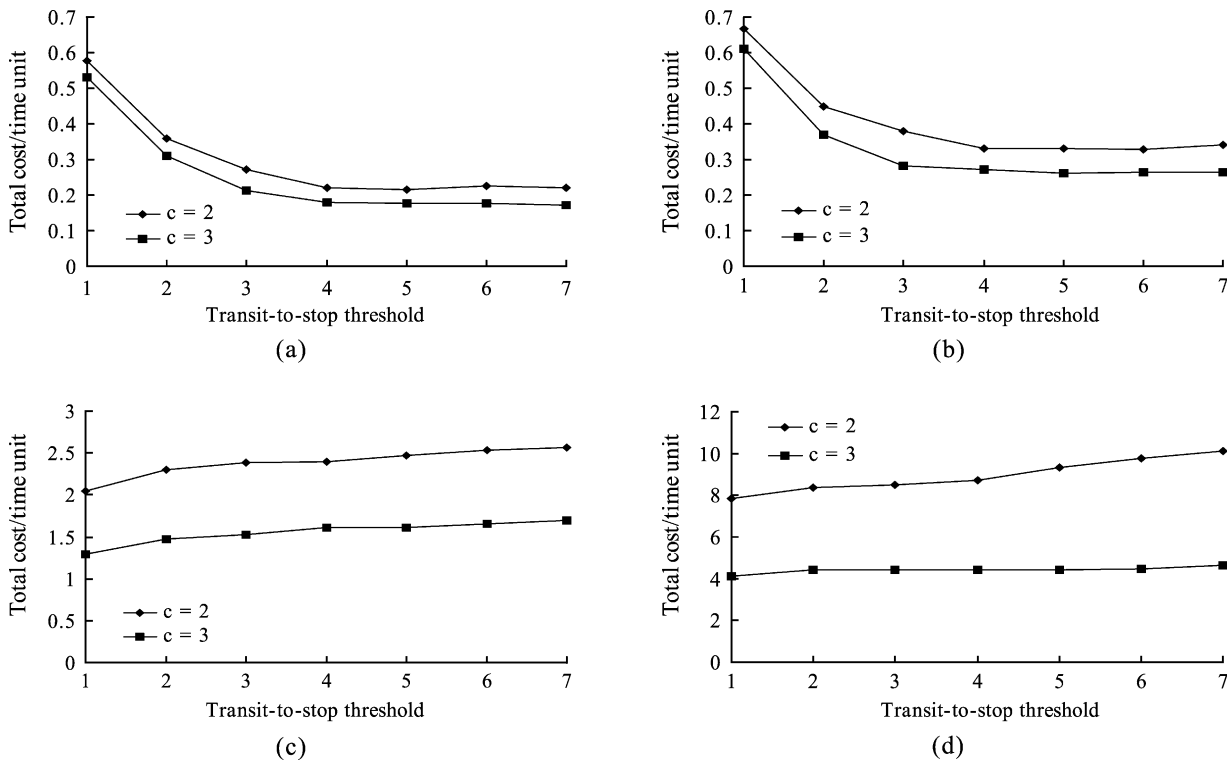 Total cost/time unit
0.7
0.6
0.5
0.4
0.3
0.2
0.1
0
c = 2
c = 3
1 2 3 4 5 6 7
Transit-to-stop threshold
(a)
Total cost/time unit
0.7
0.6
0.5
0.4
0.3
0.2
0.1
0
c = 2
c = 3
1 2 3 4 5 6 7
Transit-to-stop threshold
(b)
Total cost/time unit
3
2.5
2
1.5
1
0.5
0
c = 2
c = 3
1 2 3 4 5 6 7
Transit-to-stop threshold
(c)
Total cost/time unit
12
10
8
6
4
2
0
c = 2
c = 3
1 2 3 4 5 6 7
Transit-to-stop threshold
(d)